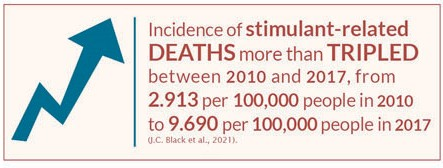 Incidence of stimulant-related
DEATHS more than TRIPLED
between 2010 and 2017, from
2.913 per 100,000 people in 2010
to 9.690 per 100,000 people in 2017
(J.C. Black et al., 2021).